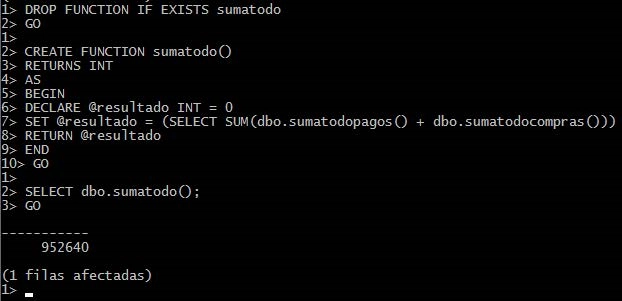 1> DROP FUNCTION IF EXISTS sumatodo
2> GO
1>
2> CREATE FUNCTION sumatodo()
3> RETURNS INT
4> AS
5> BEGIN
6> DECLARE @resultado INT = 0
7> SET @resultado = (SELECT SUM(dbo.sumatodopagos() + dbo.sumatodocompras()))
8> RETURN @resultado
9> END
10> GO
1>
2> SELECT dbo.sumatodo();
3> GO
-----------
952640
(1 filas afectadas)
1>